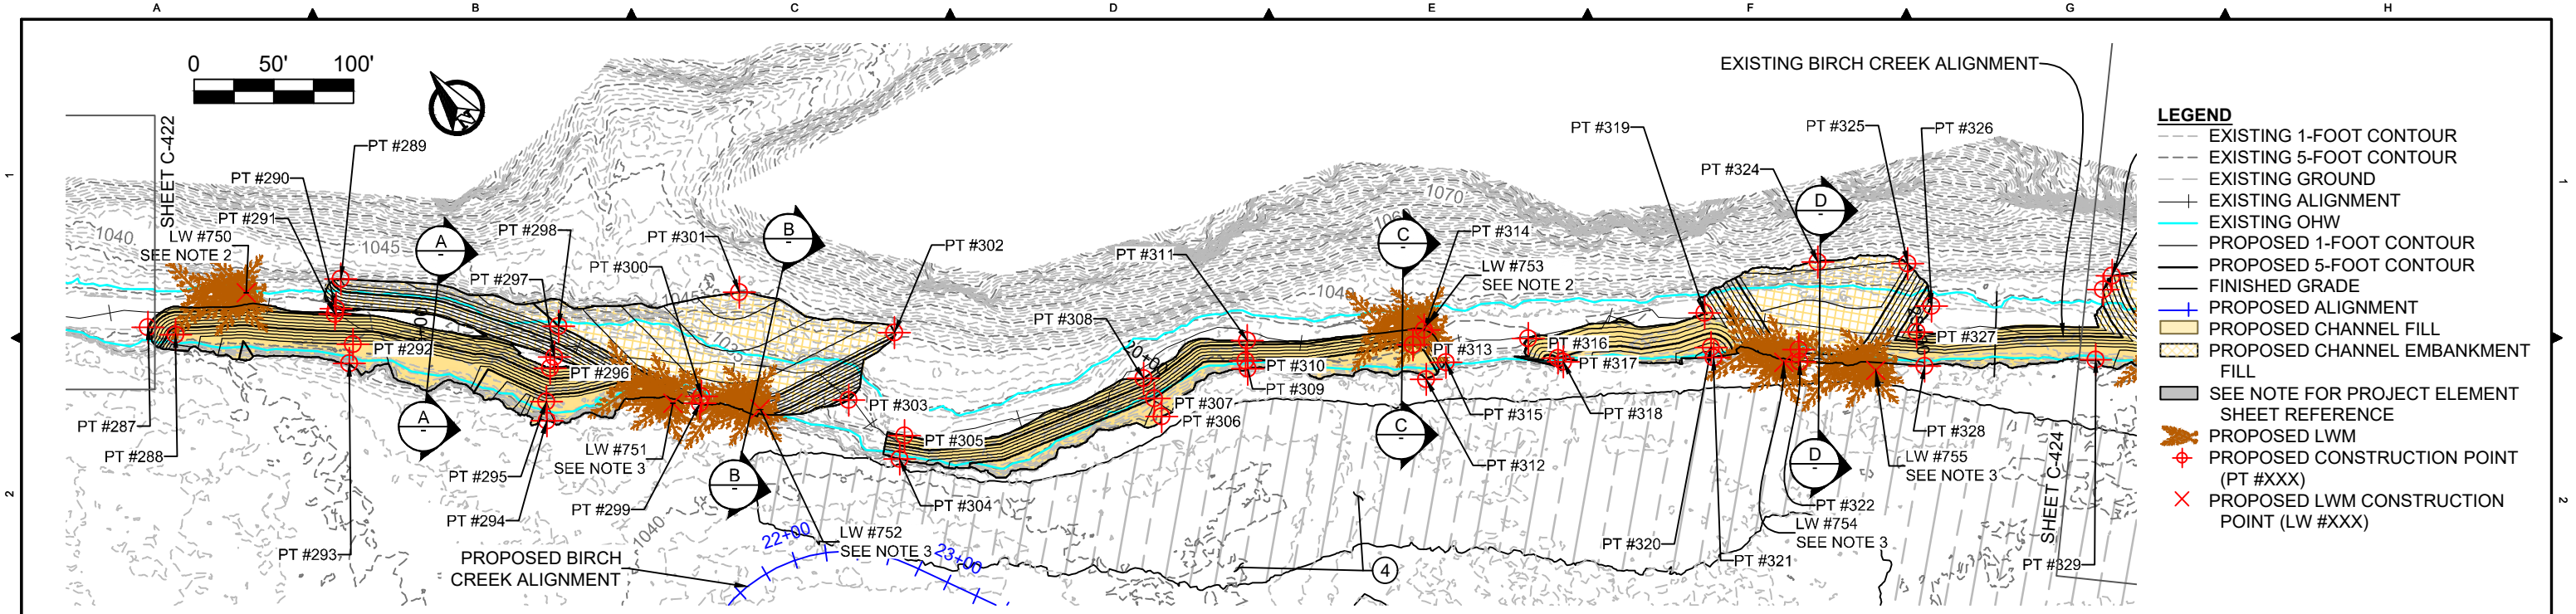 A B C D E F G H
0 50' 100'
N
EXISTING BIRCH CREEK ALIGNMENT
SHEET C-422
PT #289
PT #290
PT #291
LW #750
SEE NOTE 2
1040
1045
A
-
PT #298
PT #297
PT #301
PT #300
B
-
PT #302
PT #292
PT #296
1045
1035
PT #287
PT #288
PT #293
A
-
PT #295
PT #294
LW #751
SEE NOTE 3
PT #299
B
-
1040
PROPOSED BIRCH
CREEK ALIGNMENT
22+00
23+00
LW #752
SEE NOTE 3
PT #303
PT #305
PT #304
PT #308
PT #311
PT #307
PT #306
PT #310
PT #309
1040
1070
C
-
PT #314
LW #753
SEE NOTE 2
PT #313
PT #315
C
-
PT #312
PT #316
PT #317
PT #318
PT #319
PT #324
PT #325
PT #326
D
-
PT #327
PT #328
D
-
LW #755
SEE NOTE 3
PT #322
LW #754
SEE NOTE 3
PT #320
PT #321
PT #329
SHEET C-424
4
1
2
1
2
LEGEND
EXISTING 1-FOOT CONTOUR
EXISTING 5-FOOT CONTOUR
EXISTING GROUND
EXISTING ALIGNMENT
EXISTING OHW
PROPOSED 1-FOOT CONTOUR
PROPOSED 5-FOOT CONTOUR
FINISHED GRADE
PROPOSED ALIGNMENT
PROPOSED CHANNEL FILL
PROPOSED CHANNEL EMBANKMENT
FILL
SEE NOTE FOR PROJECT ELEMENT
SHEET REFERENCE
PROPOSED LWM
PROPOSED CONSTRUCTION POINT
(PT #XXX)
PROPOSED LWM CONSTRUCTION
POINT (LW #XXX)